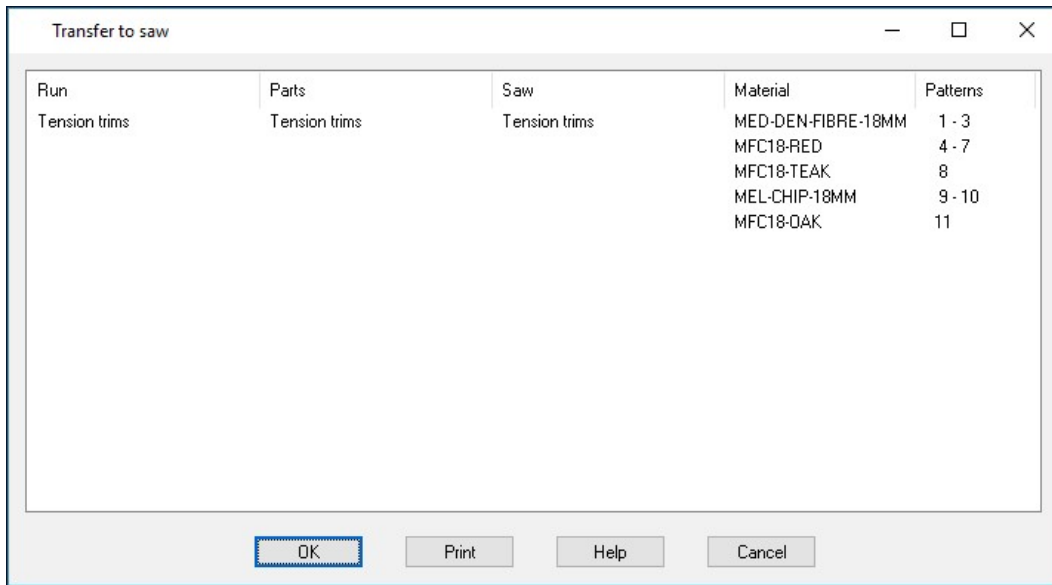 Transfer to saw
Run Parts Saw Material Patterns
Tension trims Tension trims Tension trims MED-DEN-FIBRE-18MM 1 - 3
MFC18-RED 4 - 7
MFC18-TEAK 8
MEL-CHIP-18MM 9 - 10
MFC18-OAK 11
OK Print Help Cancel